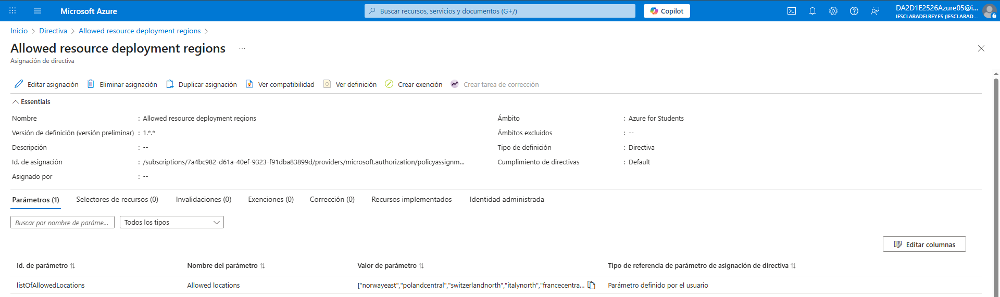 Microsoft Azure
Buscar recursos, servicios y documentos (G+/)
Copilot
DA2D1E2526Azure05@i...
IESCLARADELREY.ES (IESCLARAD...
Inicio > Directiva > Allowed resource deployment regions >
Allowed resource deployment regions ...
Asignación de directiva
Editar asignación Eliminar asignación Duplicar asignación Ver compatibilidad Ver definición Crear exención Crear tarea de corrección
Essentials
Nombre : Allowed resource deployment regions Ámbito : Azure for Students
Versión de definición (versión preliminar) : 1.*.* Ámbitos excluidos : --
Descripción : -- Tipo de definición : Directiva
Id. de asignación : /subscriptions/7a4bc982-d61a-40ef-9323-f91dba83899d/providers/microsoft.authorization/policyassignm... Cumplimiento de directivas : Default
Asignado por : --
Parámetros (1) Selectores de recursos (0) Invalidaciones (0) Exenciones (0) Corrección (0) Recursos implementados Identidad administrada
Buscar por nombre de paráme... Todos los tipos
Editar columnas
Id. de parámetro Nombre del parámetro Valor de parámetro Tipo de referencia de parámetro de asignación de directiva
listOfAllowedLocations Allowed locations ["norwayeast","polandcentral","switzerlandnorth","italynorth","francecentra... Parámetro definido por el usuario